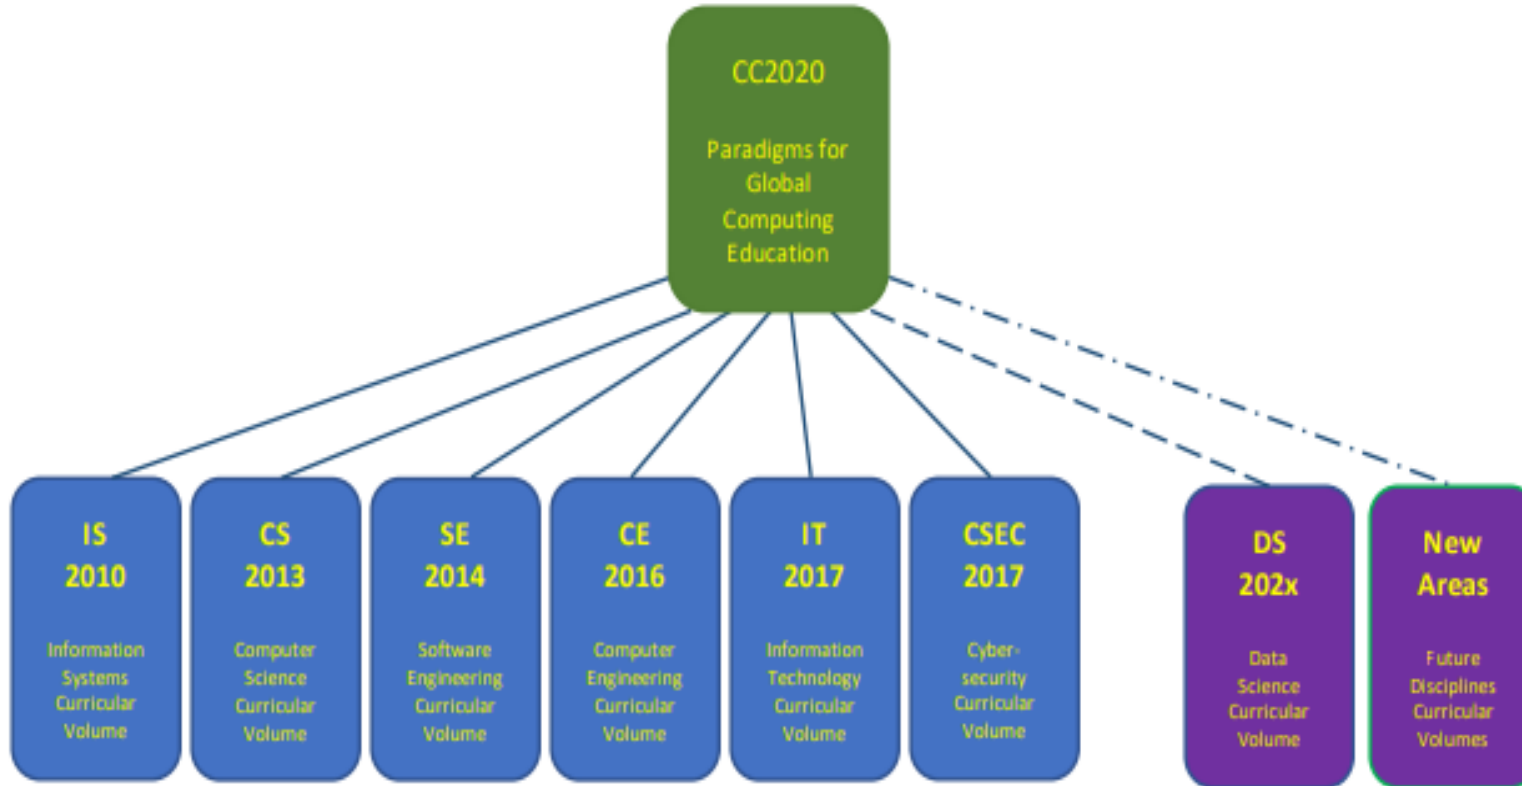 CC2020
Paradigms for
Global
Computing
Education
IS
2010
Information
Systems
Curricular
Volume
CS
2013
Computer
Science
Curricular
Volume
SE
2014
Software
Engineering
Curricular
Volume
CE
2016
Computer
Engineering
Curricular
Volume
IT
2017
Information
Technology
Curricular
Volume
CSEC
2017
Cyber-
security
Curricular
Volume
DS
202x
Data
Science
Curricular
Volume
New
Areas
Future
Disciplines
Curricular
Volumes